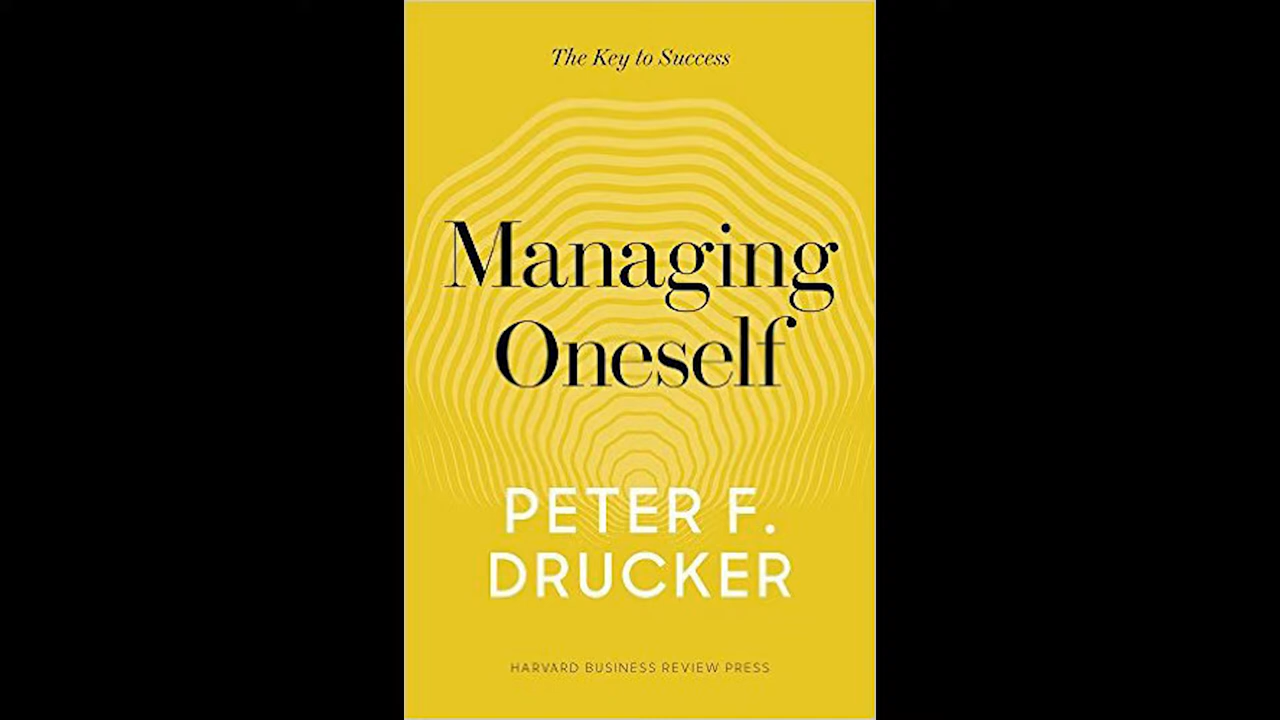 The Key to Success
Managing
Oneself
PETER F.
DRUCKER
HARVARD BUSINESS REVIEW PRESS